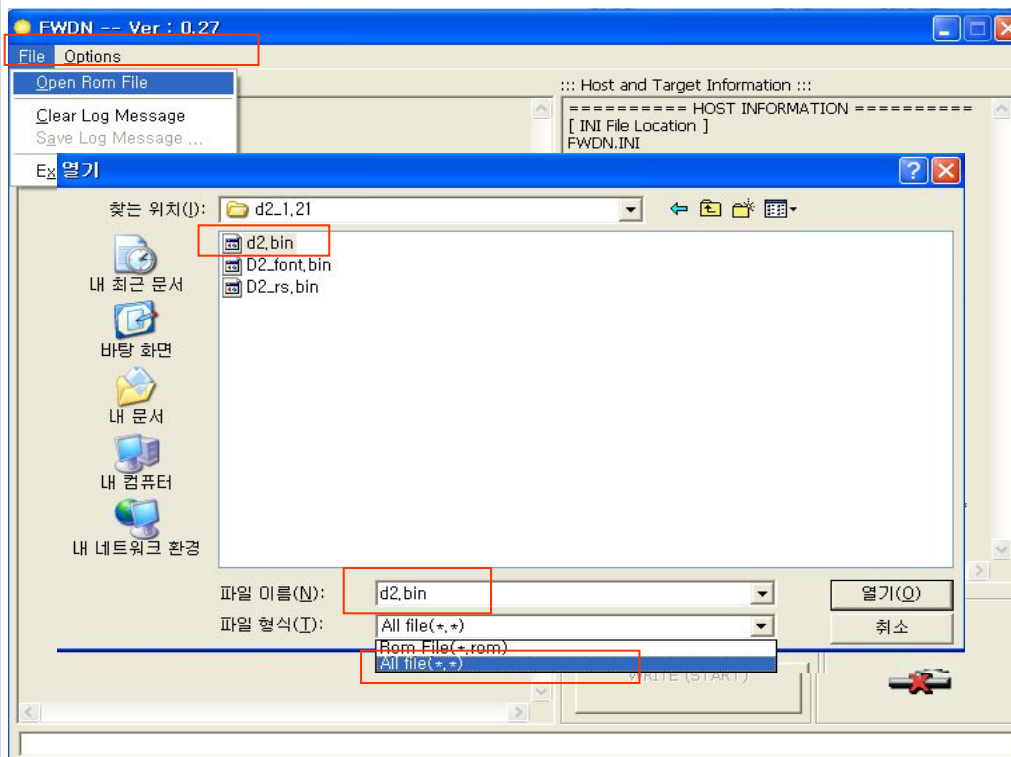 FWDN -- Ver : 0.27
File Options
Open Rom File
Clear Log Message
Save Log Message ...
Ex
::: Host and Target Information :::
========== HOST INFORMATION ==========
[ INI File Location ]
FWDN.INI
열기
찾는 위치(I):
d2_1.21
d2.bin
D2_font.bin
D2_rs.bin
내 최근 문서
바탕 화면
내 문서
내 컴퓨터
내 네트워크 환경
파일 이름(N):
d2.bin
열기(O)
파일 형식(T):
All file(*.*)
취소
Rom File(*.rom)
All file(*.*)
WRITE (START)